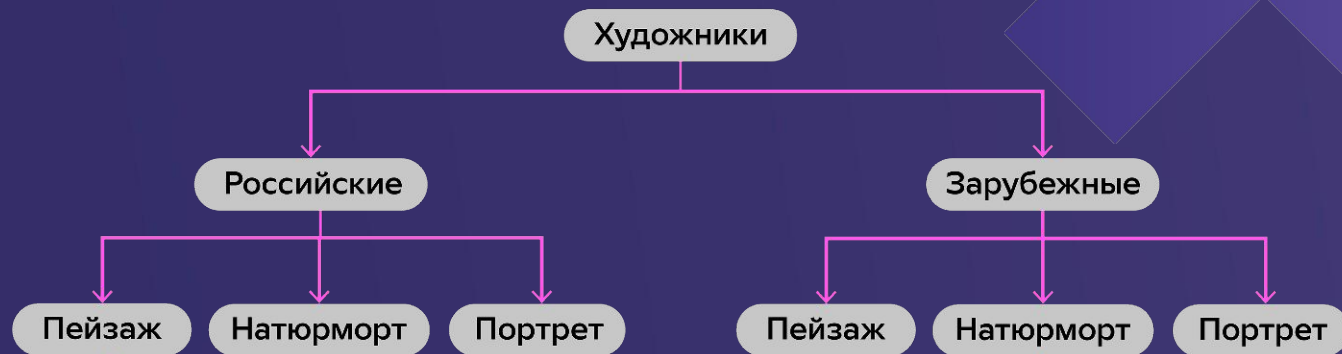 Художники
Российские
Зарубежные
Пейзаж
Натюрморт
Портрет
Пейзаж
Натюрморт
Портрет